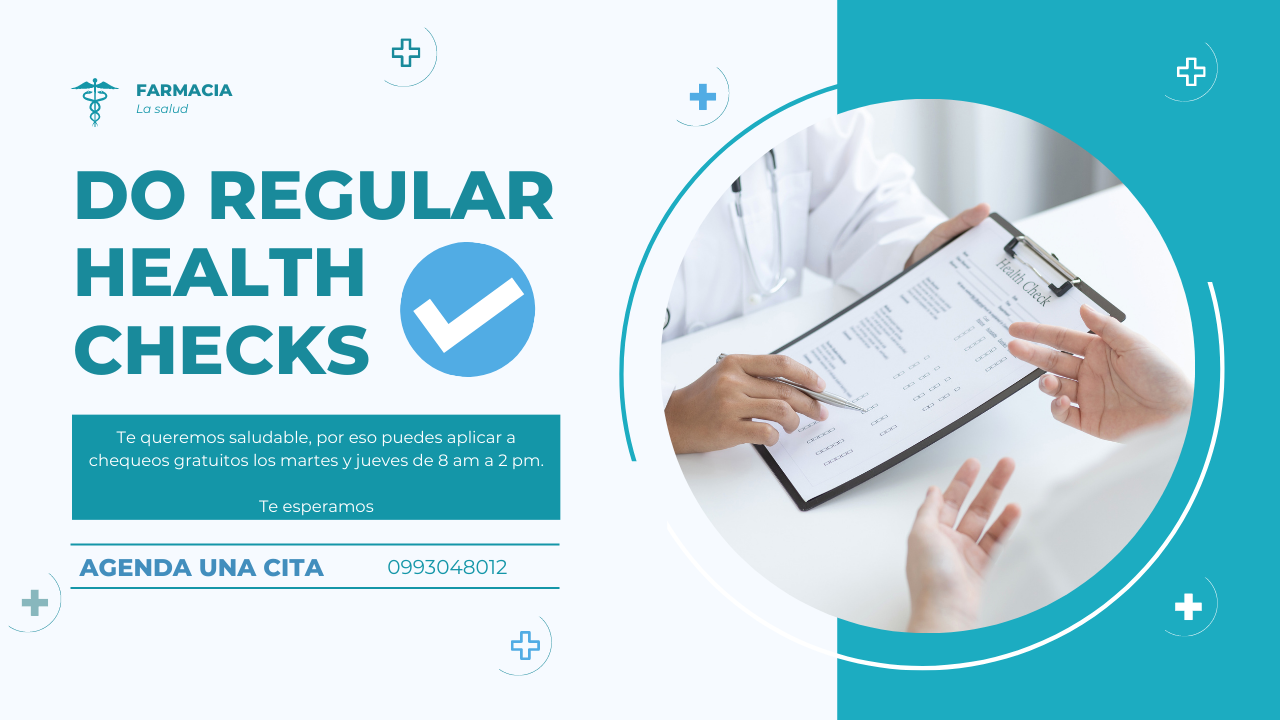 FARMACIA
La salud
DO REGULAR
HEALTH
CHECKS
Te queremos saludable, por eso puedes aplicar a
chequeos gratuitos los martes y jueves de 8 am a 2 pm.
Te esperamos
AGENDA UNA CITA 0993048012
Health Check